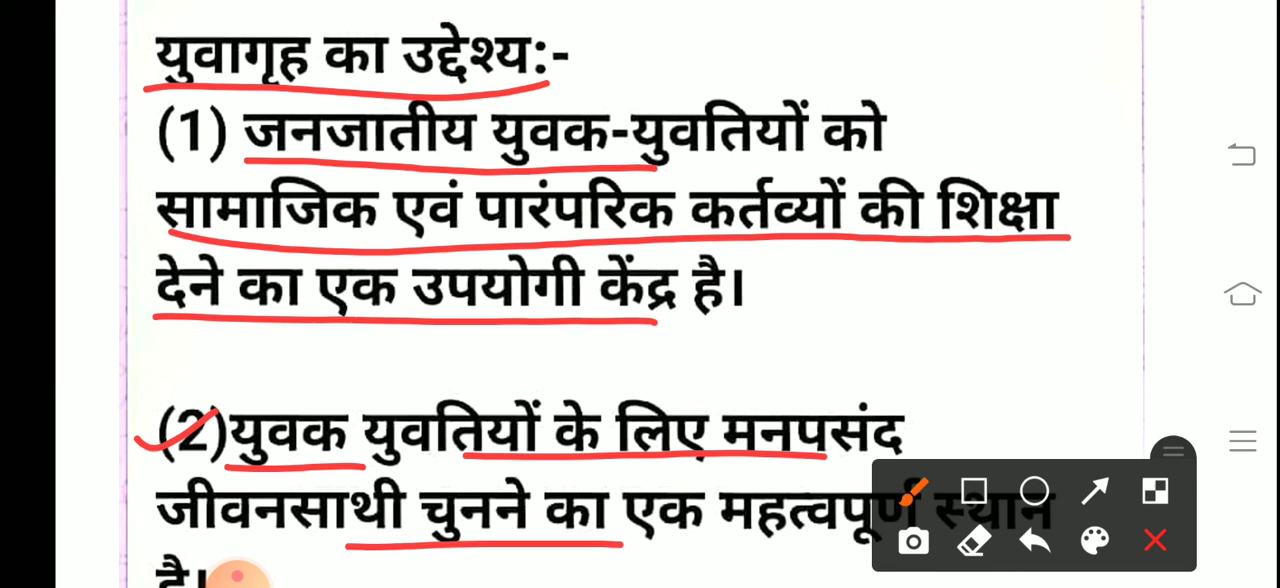 युवागृह का उद्देश्य:-
(1) जनजातीय युवक-युवतियों को
सामाजिक एवं पारंपरिक कर्तव्यों की शिक्षा
देने का एक उपयोगी केंद्र है।
(2)युवक युवतियों के लिए मनपसंद
जीवनसाथी चुनने का एक महत्वपूर्ण स्थान
है।